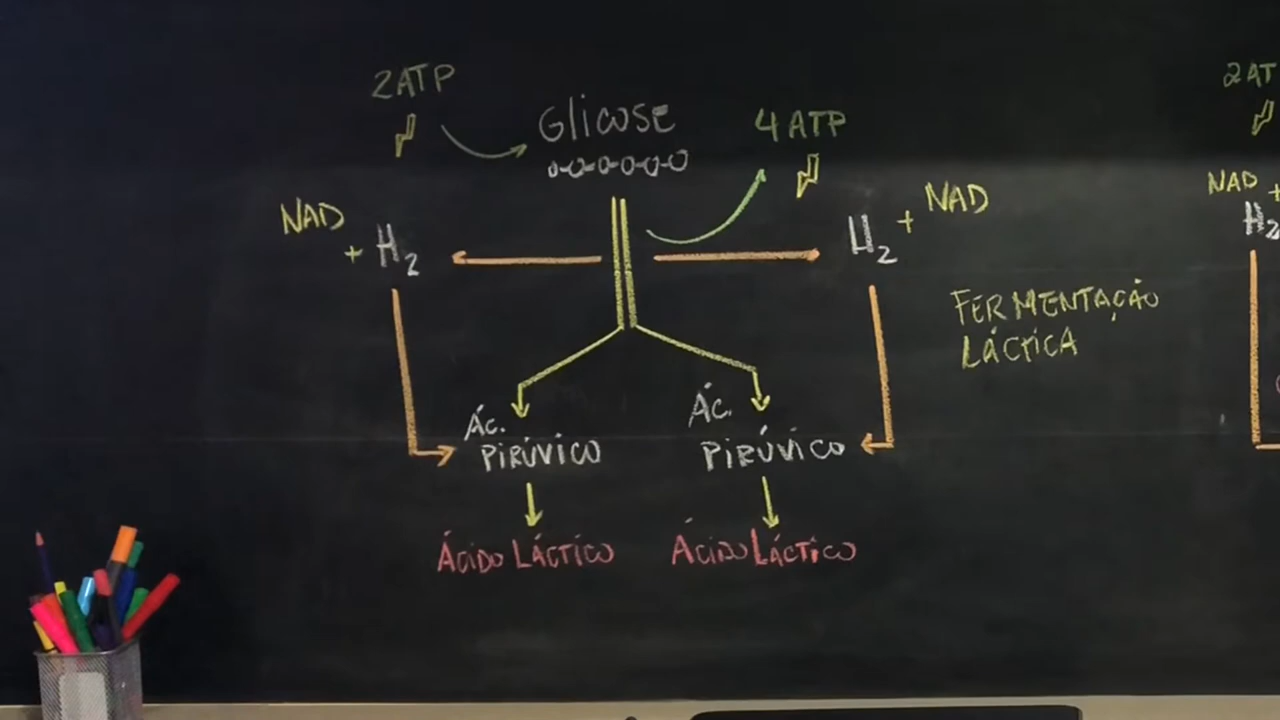 2ATP
Glicose
4 ATP
NAD
+ H₂
H₂ + NAD
FERMENTAÇÃO
LÁCTICA
ÁC.
PIRÚVICO
ÁC.
PIRÚVICO
ÁCIDO LÁCTICO
ÁCIDO LÁCTICO
2AT
NAD +
H₂